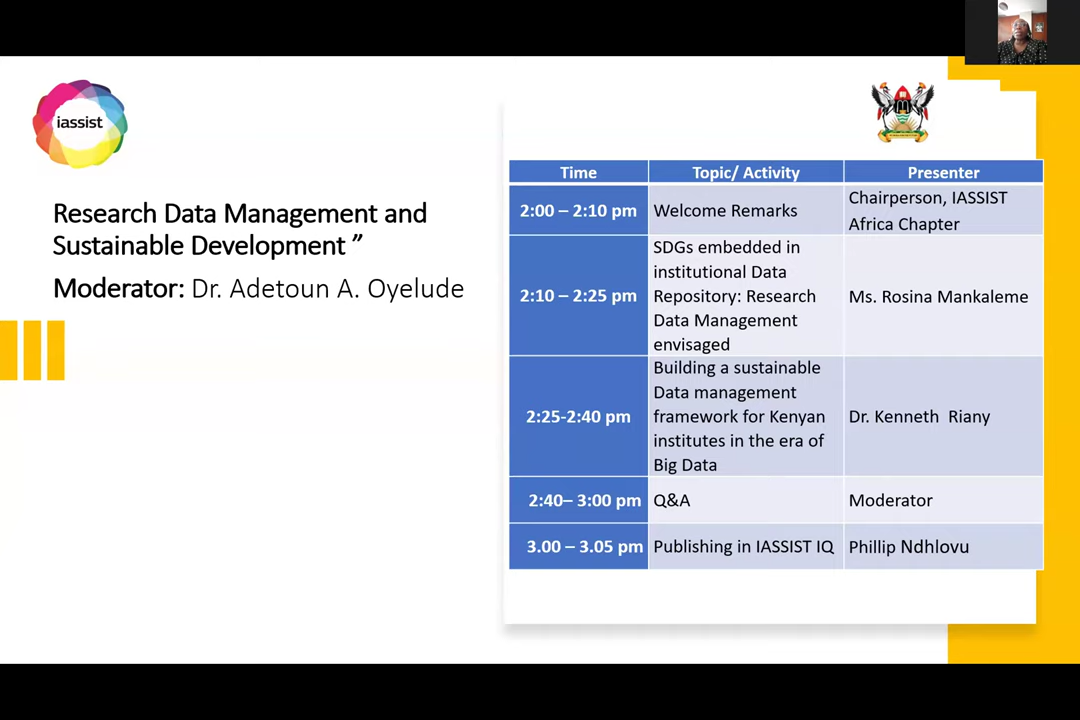 iassist
Research Data Management and
Sustainable Development ”
Moderator: Dr. Adetoun A. Oyelude
Time Topic/ Activity Presenter
2:00 – 2:10 pm Welcome Remarks Chairperson, IASSIST
Africa Chapter
2:10 – 2:25 pm SDGs embedded in
institutional Data
Repository: Research
Data Management
envisaged
Ms. Rosina Mankaleme
2:25-2:40 pm Building a sustainable
Data management
framework for Kenyan
institutes in the era of
Big Data
Dr. Kenneth Riany
2:40– 3:00 pm Q&A Moderator
3.00 – 3.05 pm Publishing in IASSIST IQ Phillip Ndhlovu